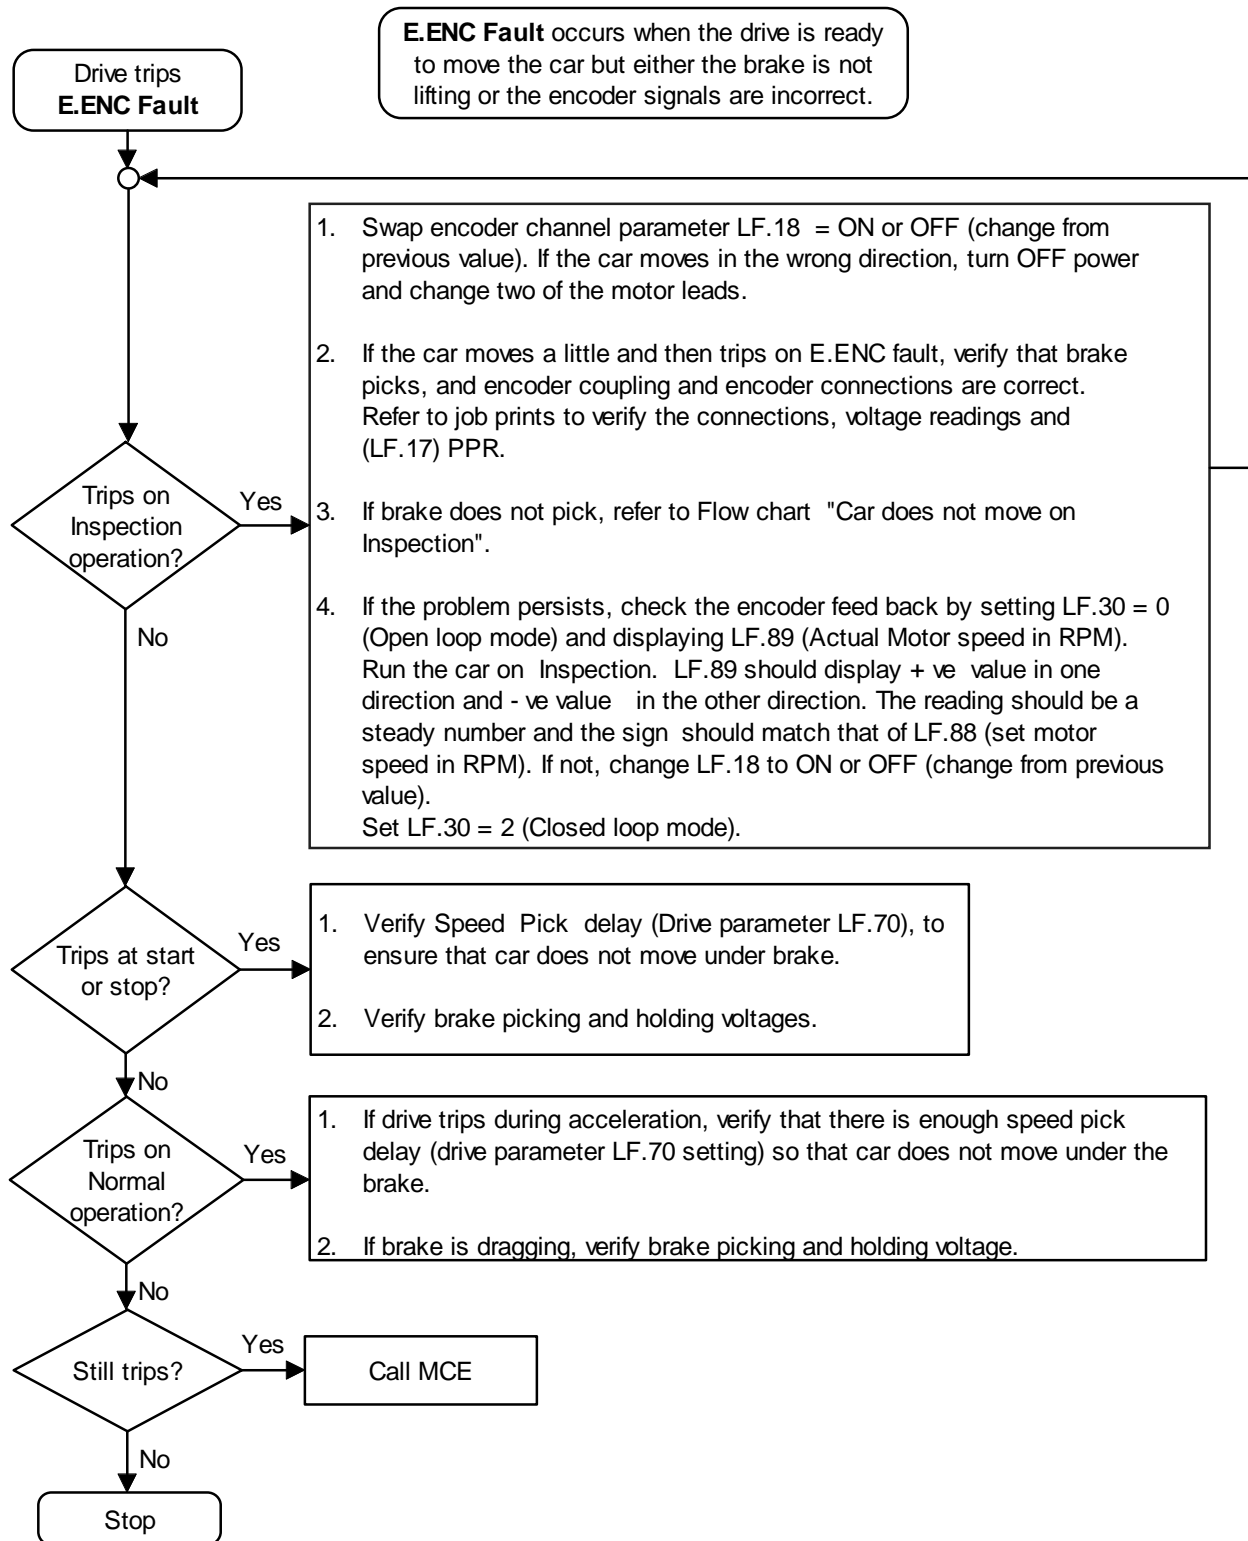 E.ENC Fault occurs when the drive is ready
to move the car but either the brake is not
lifting or the encoder signals are incorrect.
Drive trips
E.ENC Fault
1. Swap encoder channel parameter LF.18 = ON or OFF (change from
previous value). If the car moves in the wrong direction, turn OFF power
and change two of the motor leads.
2. If the car moves a little and then trips on E.ENC fault, verify that brake
picks, and encoder coupling and encoder connections are correct.
Refer to job prints to verify the connections, voltage readings and
(LF.17) PPR.
Trips on
Inspection
operation?
Yes
No
3. If brake does not pick, refer to Flow chart "Car does not move on
Inspection".
4. If the problem persists, check the encoder feed back by setting LF.30 = 0
(Open loop mode) and displaying LF.89 (Actual Motor speed in RPM).
Run the car on Inspection. LF.89 should display + ve value in one
direction and - ve value in the other direction. The reading should be a
steady number and the sign should match that of LF.88 (set motor
speed in RPM). If not, change LF.18 to ON or OFF (change from previous
value).
Set LF.30 = 2 (Closed loop mode).
Trips at start
or stop?
Yes
No
1. Verify Speed Pick delay (Drive parameter LF.70), to
ensure that car does not move under brake.
2. Verify brake picking and holding voltages.
Trips on
Normal
operation?
Yes
No
1. If drive trips during acceleration, verify that there is enough speed pick
delay (drive parameter LF.70 setting) so that car does not move under the
brake.
2. If brake is dragging, verify brake picking and holding voltage.
Still trips?
Yes
No
Call MCE
Stop